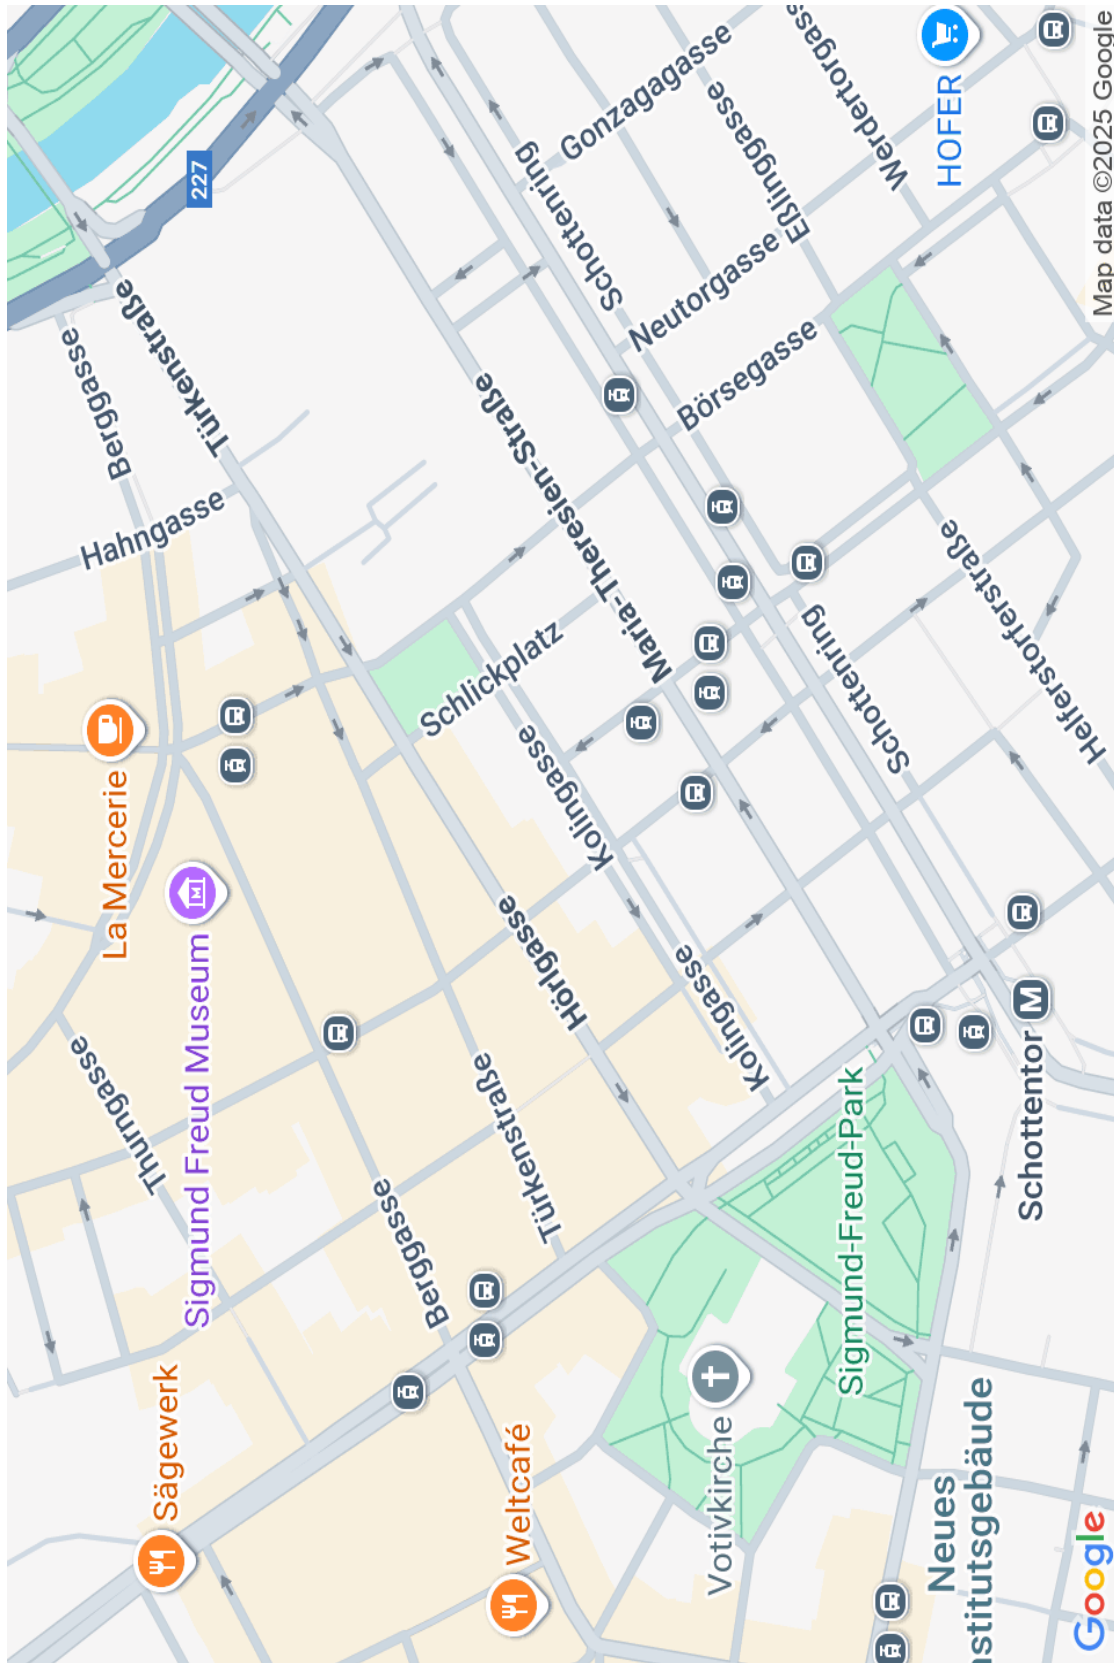 227
Berggasse
Türkenstraße
Hahngasse
La Mercerie
Sigmund Freud Museum
Thurngasse
Sägewerk
Berggasse
Türkenstraße
Weltcafé
Hörlgasse
Schlickplatz
Kolingasse
Kolingasse
Maria-Theresien-Straße
Schottenring
Schottenring
Gonzagagasse
Eßlinggasse
Werdertorgasse
Neutorgasse
Börsegasse
HOFER
Helferstorferstraße
Votivkirche
Sigmund-Freud-Park
Schottentor
M
Neues
nstitutsgebäude
Google
Map data ©2025 Google